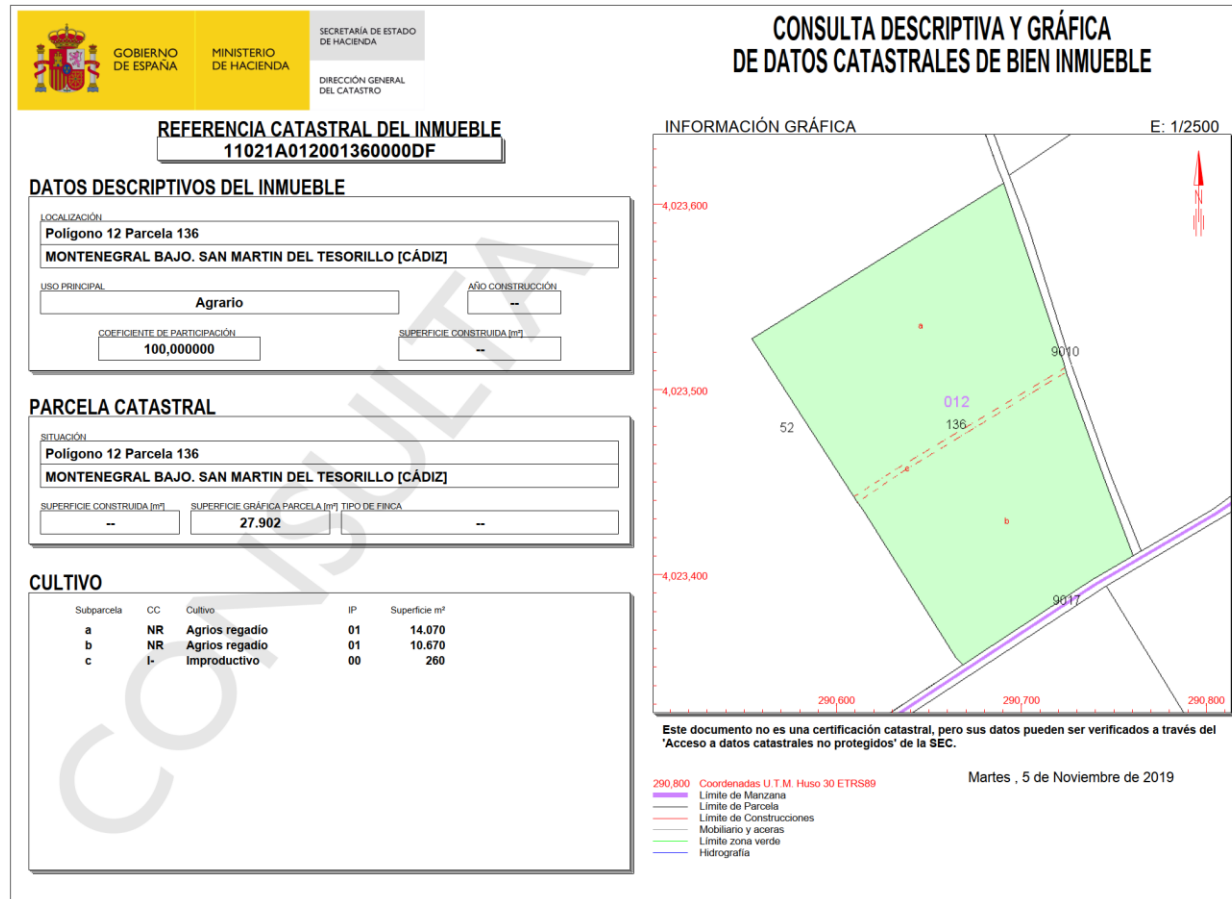 GOBIERNO
DE ESPAÑA
MINISTERIO
DE HACIENDA
SECRETARÍA DE ESTADO
DE HACIENDA
DIRECCIÓN GENERAL
DEL CATASTRO
CONSULTA DESCRIPTIVA Y GRÁFICA
DE DATOS CATASTRALES DE BIEN INMUEBLE
REFERENCIA CATASTRAL DEL INMUEBLE
11021A012001360000DF
DATOS DESCRIPTIVOS DEL INMUEBLE
LOCALIZACIÓN
Polígono 12 Parcela 136
MONTENEGRAL BAJO. SAN MARTIN DEL TESORILLO [CÁDIZ]
USO PRINCIPAL
Agrario
AÑO CONSTRUCCIÓN
--
COEFICIENTE DE PARTICIPACIÓN
100,000000
SUPERFICIE CONSTRUIDA [m²]
--
PARCELA CATASTRAL
SITUACIÓN
Polígono 12 Parcela 136
MONTENEGRAL BAJO. SAN MARTIN DEL TESORILLO [CÁDIZ]
SUPERFICIE CONSTRUIDA [m²] SUPERFICIE GRÁFICA PARCELA [m²] TIPO DE FINCA
-- 27.902 --
CULTIVO
Subparcela CC Cultivo IP Superficie m²
a NR Agrios regadío 01 14.070
b NR Agrios regadío 01 10.670
c I- Improductivo 00 260
CONSULTA
INFORMACIÓN GRÁFICA E: 1/2500
N
4,023,600
a
9010
4,023,500
012
136
52
c
b
4,023,400
9017
290,600 290,700 290,800
Este documento no es una certificación catastral, pero sus datos pueden ser verificados a través del
'Acceso a datos catastrales no protegidos' de la SEC.
Martes , 5 de Noviembre de 2019
290,800 Coordenadas U.T.M. Huso 30 ETRS89
Límite de Manzana
Límite de Parcela
Límite de Construcciones
Mobiliario y aceras
Límite zona verde
Hidrografía